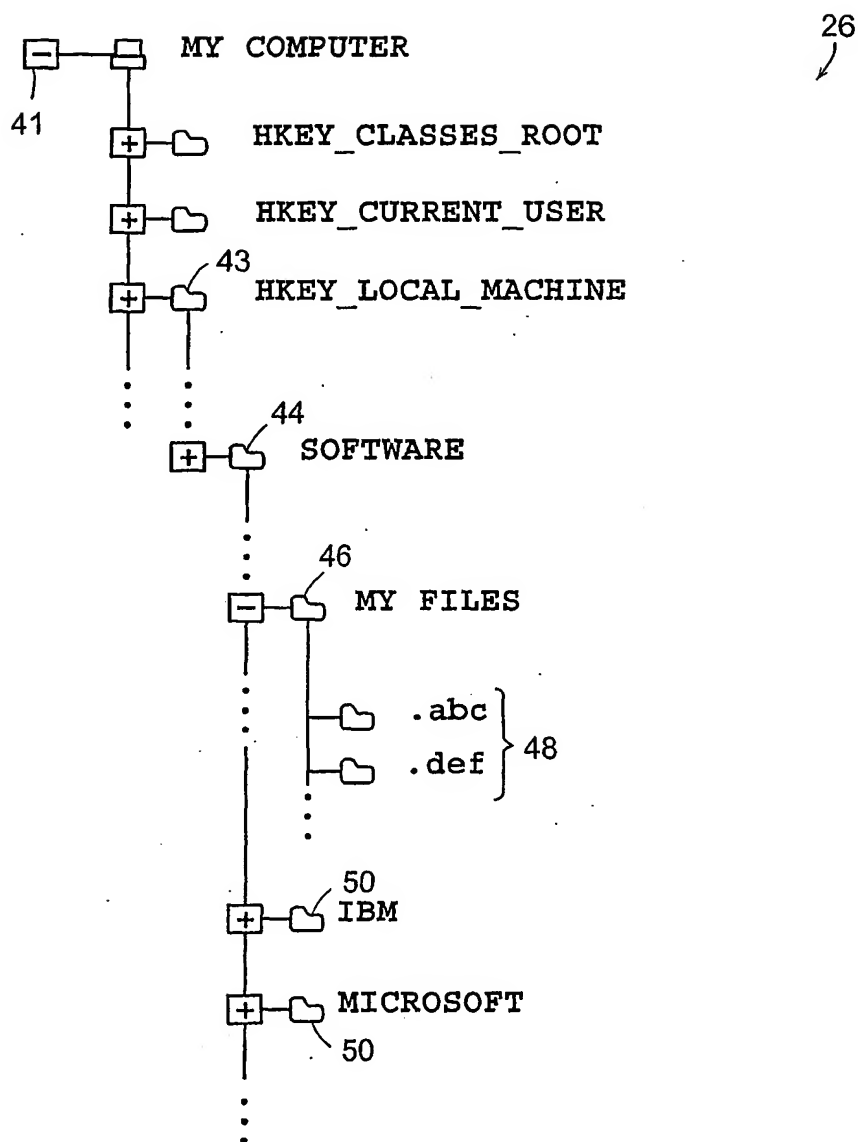 26
MY COMPUTER
41
HKEY_CLASSES_ROOT
HKEY_CURRENT_USER
43
HKEY_LOCAL_MACHINE
44
SOFTWARE
46
MY FILES
.abc
.def
48
50
IBM
MICROSOFT
50